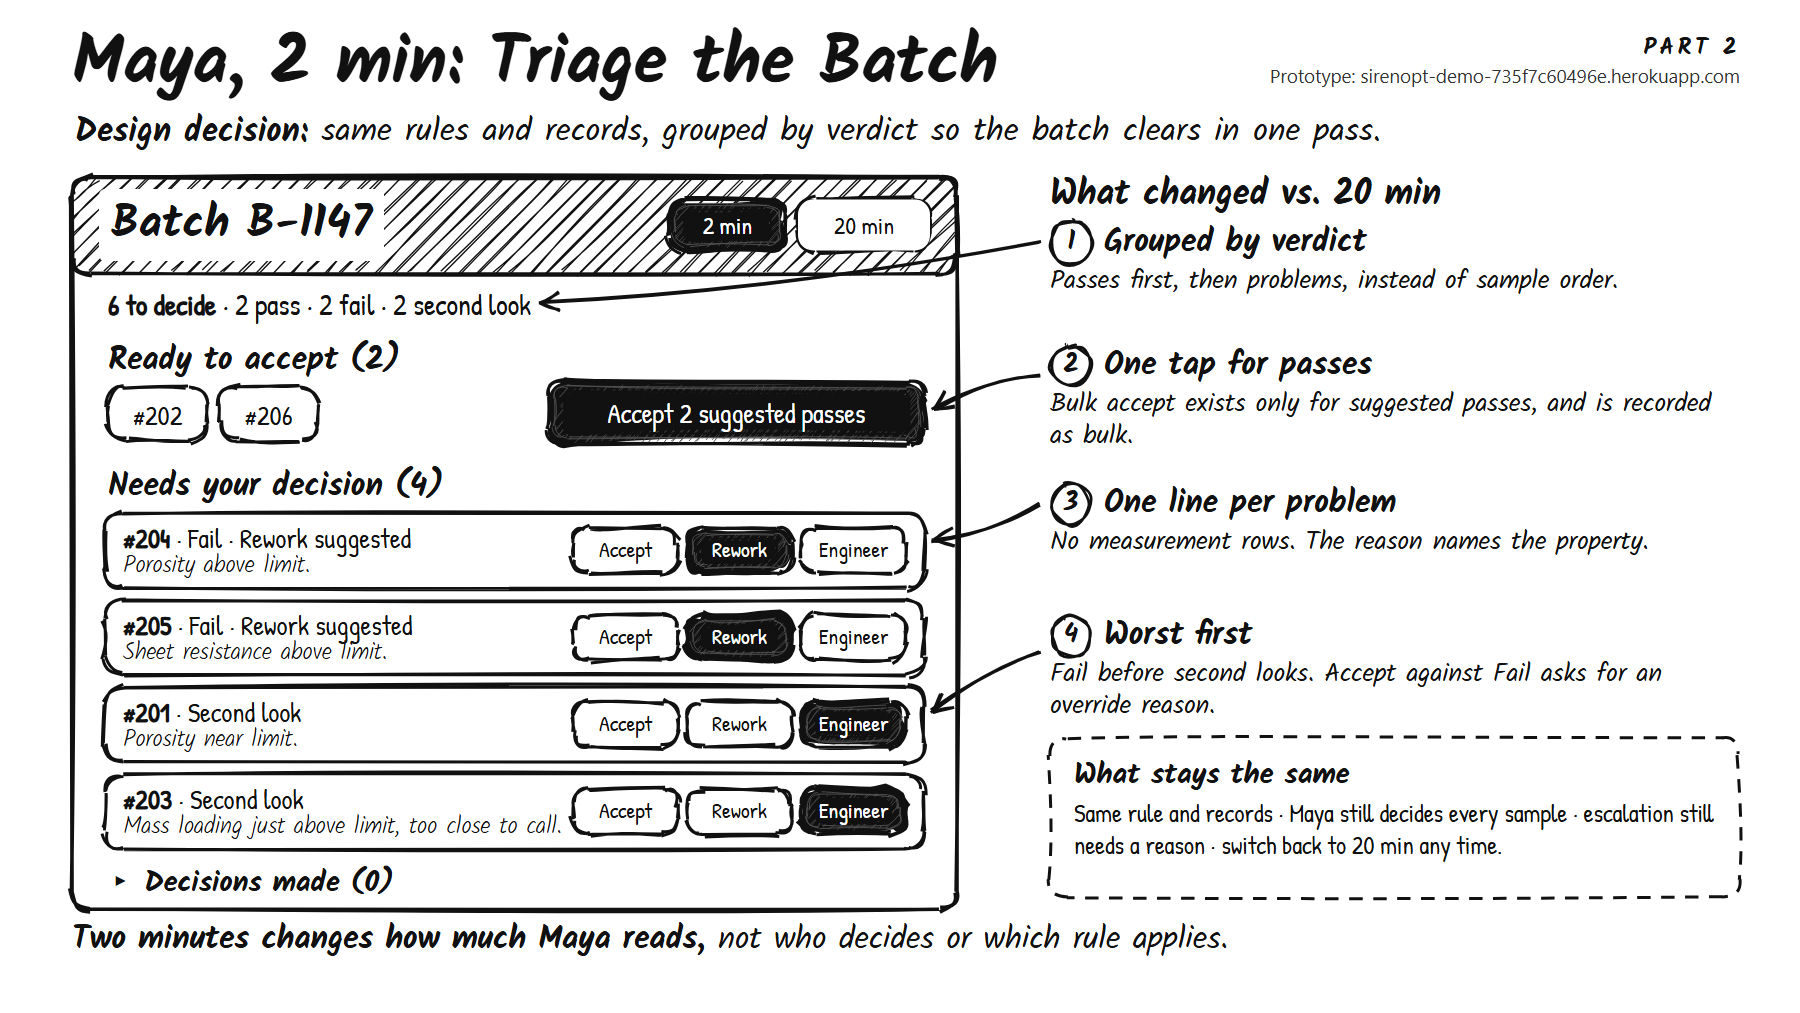 Maya, 2 min: Triage the Batch
PART 2
Prototype: sirenopt-demo-735f7c60496e.herokuapp.com
Design decision: same rules and records, grouped by verdict so the batch clears in one pass.
Batch B-1147
2 min
20 min
6 to decide · 2 pass · 2 fail · 2 second look
Ready to accept (2)
#202
#206
Accept 2 suggested passes
Needs your decision (4)
#204 · Fail · Rework suggested
Porosity above limit.
Accept
Rework
Engineer
#205 · Fail · Rework suggested
Sheet resistance above limit.
Accept
Rework
Engineer
#201 · Second look
Porosity near limit.
Accept
Rework
Engineer
#203 · Second look
Mass loading just above limit, too close to call.
Accept
Rework
Engineer
▸ Decisions made (0)
What changed vs. 20 min
1 Grouped by verdict
Passes first, then problems, instead of sample order.
2 One tap for passes
Bulk accept exists only for suggested passes, and is recorded
as bulk.
3 One line per problem
No measurement rows. The reason names the property.
4 Worst first
Fail before second looks. Accept against Fail asks for an
override reason.
What stays the same
Same rule and records · Maya still decides every sample · escalation still
needs a reason · switch back to 20 min any time.
Two minutes changes how much Maya reads, not who decides or which rule applies.